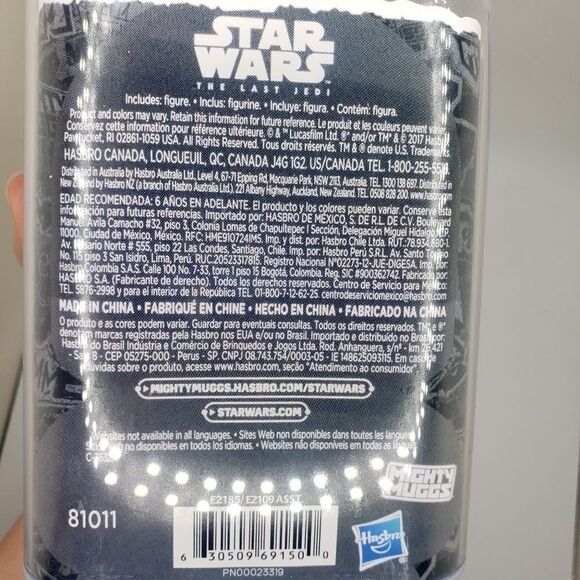 STAR
WARS
THE LAST JEDI
Includes: figure. • Inclus: figurine. • Incluye: figura. • Contém: figura.
Product and colors may vary. Retain this information for future reference. Le produit et les couleurs peuvent varier.
Conservez cette information pour référence ultérieure. © & ™ Lucasfilm Ltd. ® and/or TM* & © 2017 Hasbro
Pawtucket, RI 02861-1059 USA. All Rights Reserved. Tous droits réservés. TM & ® denote U.S. Trademarks.
HASBRO CANADA, LONGUEUIL, QC, CANADA J4G 1G2. US/CANADA TEL. 1-800-255-55
Distributed in Australia by Hasbro Australia Ltd. Level 4, 67-71 Epping Rd, Macquarie Park, NSW 2113, Australia. TEL. 1300 138 697. Distributed in
New Zealand by Hasbro NZ (a branch of Hasbro Australia Ltd.) 221 Albany Highway, Auckland, New Zealand. TEL. 0508 828 200. www.hasbro
EDAD RECOMENDADA: 6 AÑOS EN ADELANTE. El producto y los colores pueden variar. Conserve esta
información para futuras referencias. Importado por: HASBRO DE MÉXICO, S. DE R.L. DE C.V. Boulevard
Manuel Ávila Camacho #32, piso 3, Colonia Lomas de Chapultepec I Sección, Delegación Miguel Hidalgo
11000, Ciudad de México, México. RFC: HME910724IM5. Imp. y dist. por: Hasbro Chile Ltda. RUT:78.934.680-1.
Av. Rosario Norte # 555, piso 22 Las Condes, Santiago, Chile. Imp. por: Hasbro Perú S.R.L. Av. Santo
No. 115 piso 3 San Isidro, Lima, Perú. RUC.20523317815. Registro Nacional N°02273-12-JUE-DIGESA. Imp. por:
Hasbro Colombia S.A.S. Calle 100 No. 7-33, torre 1 piso 15 Bogotá, Colombia. Reg. SIC #900362742. Fabricado por:
HASBRO S.A. (Fabricante de derecho). Todos los derechos reservados. Centro de Servicio para México
TEL. 5876-2998 y para el interior de la República TEL. 01-800-7-12-62-25. centrodeserviciomexico@hasbro.
MADE IN CHINA • FABRIQUÉ EN CHINE • HECHO EN CHINA • FABRICADO NA CHINA
O produto e as cores podem variar. Guardar para eventuais consultas. Todos os direitos reservados. TM* e ®*
denotam marcas registradas pela Hasbro nos EUA e/ou no Brasil. Importado e distribuído no Brasil por:
Hasbro do Brasil Indústria e Comércio de Brinquedos e Jogos Ltda. Rod. Anhanguera, s/nº - km 26,421
- Sala 8 - CEP 05275-000 - Perus - SP. CNPJ 08.743.754/0003-05 - IE 148625093115. Em caso de
dúvidas sobre o produto, acesse www.hasbro.com.br, opção "Atendimento ao consumidor".
MIGHTYMUGGS.HASBRO.COM/STARWARS
STARWARS.COM
Websites not available in all languages. • Sites Web non disponibles dans toutes les langues.
disponibles en todos los idiomas. • Websites não disponíveis em todas as línguas.
MIGHTY
MUGGS
E2185/E2109 ASST.
81011
6 30509 69150 0
PN00023319
Hasbro